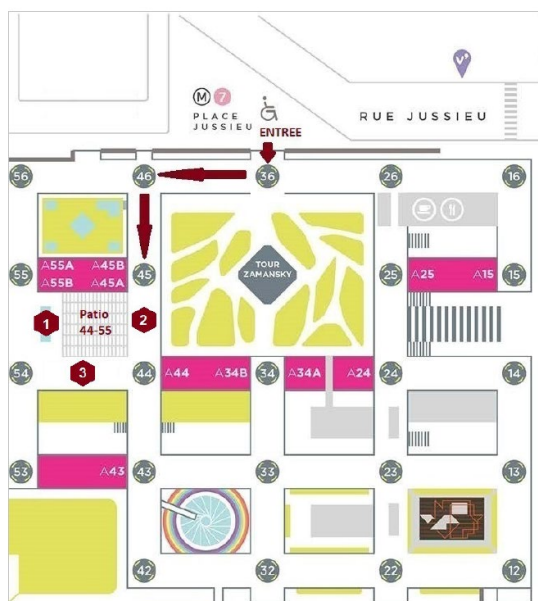 V'
M 7
PLACE
JUSSIEU
ENTREE
RUE JUSSIEU
56
46
36
26
16
55
A55A A45B
A55B A45A
45
TOUR
ZAMANSKY
25
A25 A15
15
1
Patio
44-55
2
3
54
44
A44 A34B
34
A34A A24
24
14
53
A43
43
33
23
13
42
32
22
12